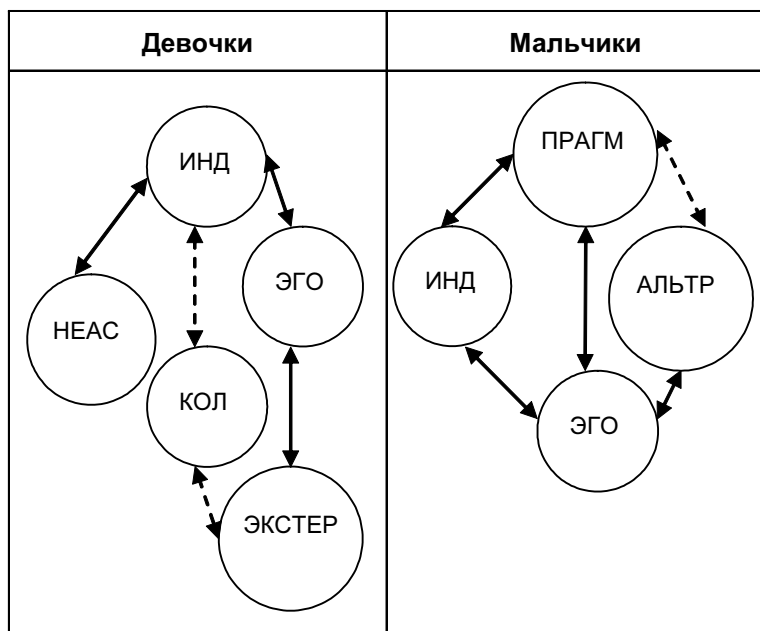 Девочки
Мальчики
ИНД
ЭГО
НЕАС
КОЛ
ЭКСТЕР
ПРАГМ
ИНД
АЛЬТР
ЭГО